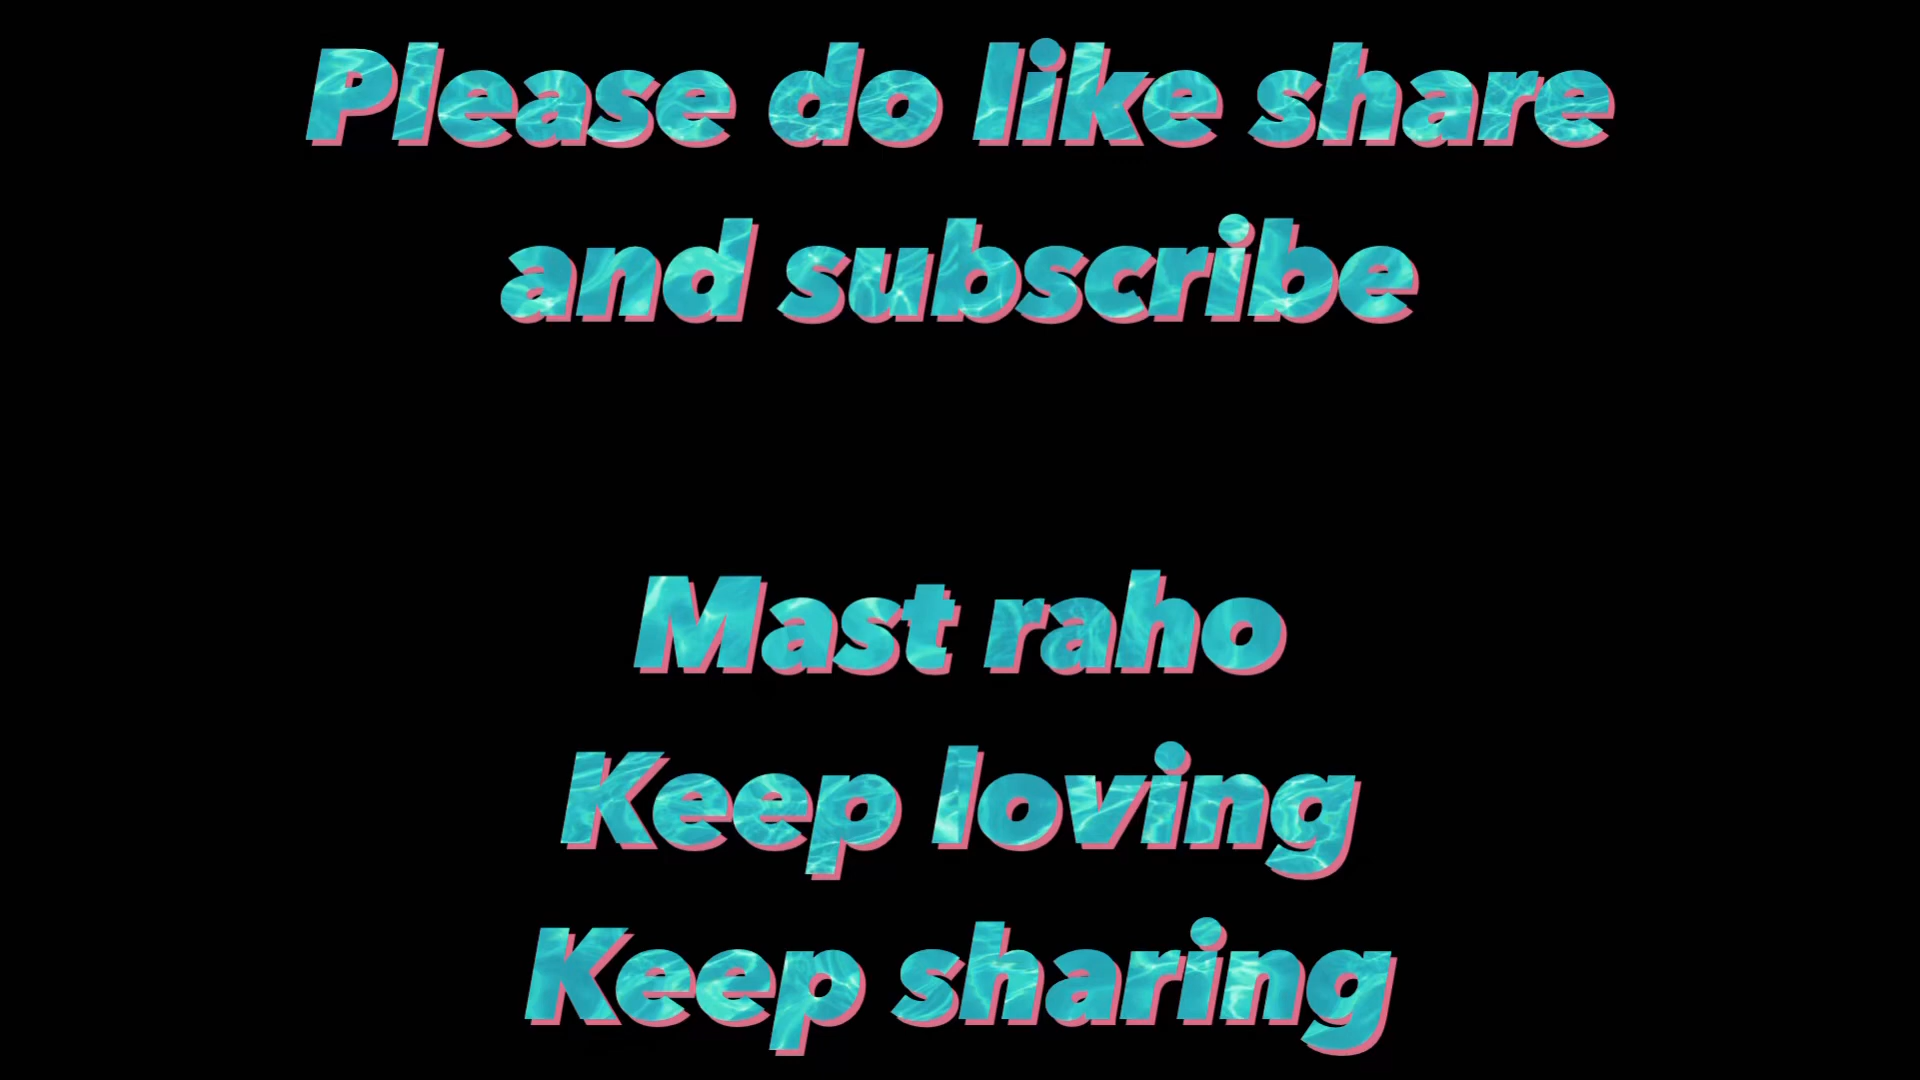 Please do like share
and subscribe
Mast raho
Keep loving
Keep sharing